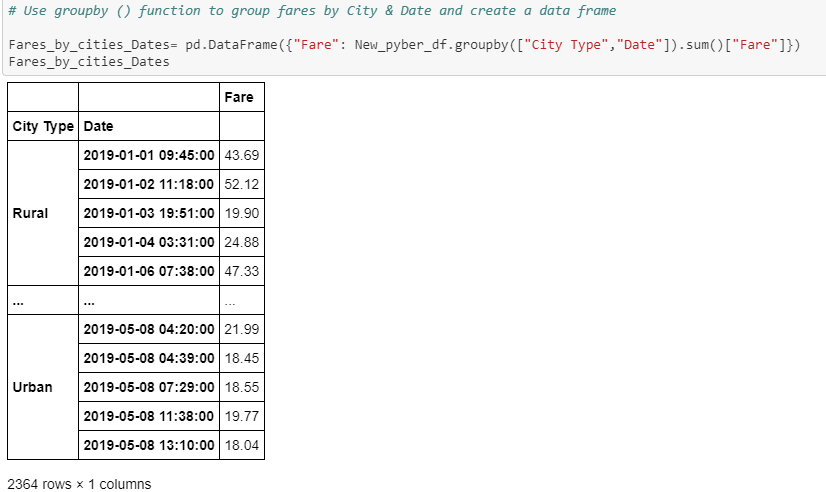 # Use groupby () function to group fares by City & Date and create a data frame
Fares_by_cities_Dates= pd.DataFrame({"Fare": New_pyber_df.groupby(["City Type","Date"]).sum()["Fare"]})
Fares_by_cities_Dates
Fare
City Type Date
2019-01-01 09:45:00 43.69
2019-01-02 11:18:00 52.12
Rural 2019-01-03 19:51:00 19.90
2019-01-04 03:31:00 24.88
2019-01-06 07:38:00 47.33
... ... ...
2019-05-08 04:20:00 21.99
2019-05-08 04:39:00 18.45
Urban 2019-05-08 07:29:00 18.55
2019-05-08 11:38:00 19.77
2019-05-08 13:10:00 18.04
2364 rows × 1 columns